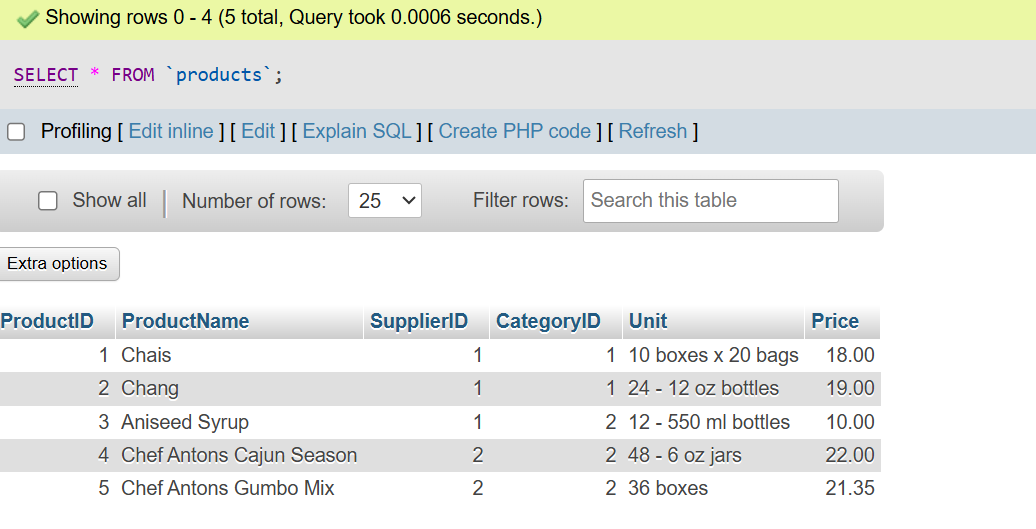 Showing rows 0 - 4 (5 total, Query took 0.0006 seconds.)
SELECT * FROM `products`;
Profiling [ Edit inline ] [ Edit ] [ Explain SQL ] [ Create PHP code ] [ Refresh ]
Show all Number of rows: 25 Filter rows: Search this table
Extra options
ProductID ProductName SupplierID CategoryID Unit Price
1 Chais 1 1 10 boxes x 20 bags 18.00
2 Chang 1 1 24 - 12 oz bottles 19.00
3 Aniseed Syrup 1 2 12 - 550 ml bottles 10.00
4 Chef Antons Cajun Season 2 2 48 - 6 oz jars 22.00
5 Chef Antons Gumbo Mix 2 2 36 boxes 21.35